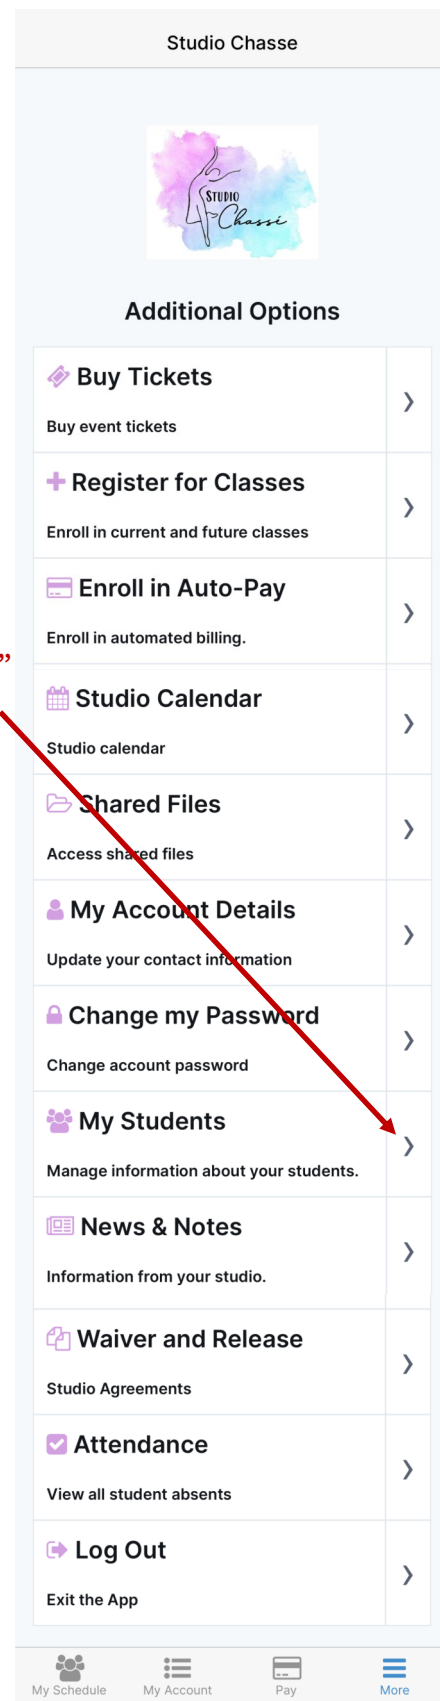 Studio Chasse
STUDIO
Chassé
Additional Options
Buy Tickets
Buy event tickets
Register for Classes
Enroll in current and future classes
Enroll in Auto-Pay
Enroll in automated billing.
”
Studio Calendar
Studio calendar
Shared Files
Access shared files
My Account Details
Update your contact information
Change my Password
Change account password
My Students
Manage information about your students.
News & Notes
Information from your studio.
Waiver and Release
Studio Agreements
Attendance
View all student absents
Log Out
Exit the App
My Schedule My Account Pay More